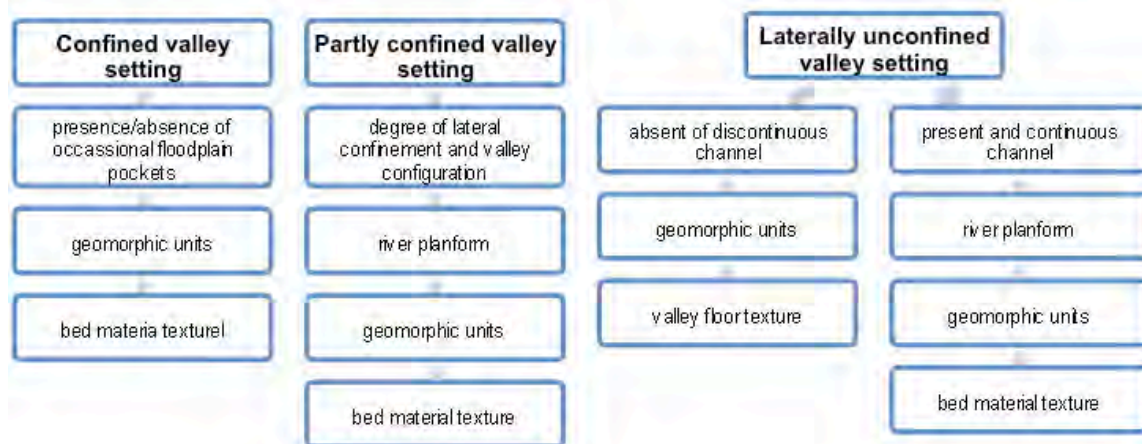 Confined valley
setting
presence/absence of
occassional floodplain
pockets
geomorphic units
bed materia texturel
Partly confined valley
setting
degree of lateral
confinement and valley
configuration
river planform
geomorphic units
bed material texture
Laterally unconfined
valley setting
absent of discontinuous
channel
geomorphic units
valley floor texture
present and continuous
channel
river planform
geomorphic units
bed material texture